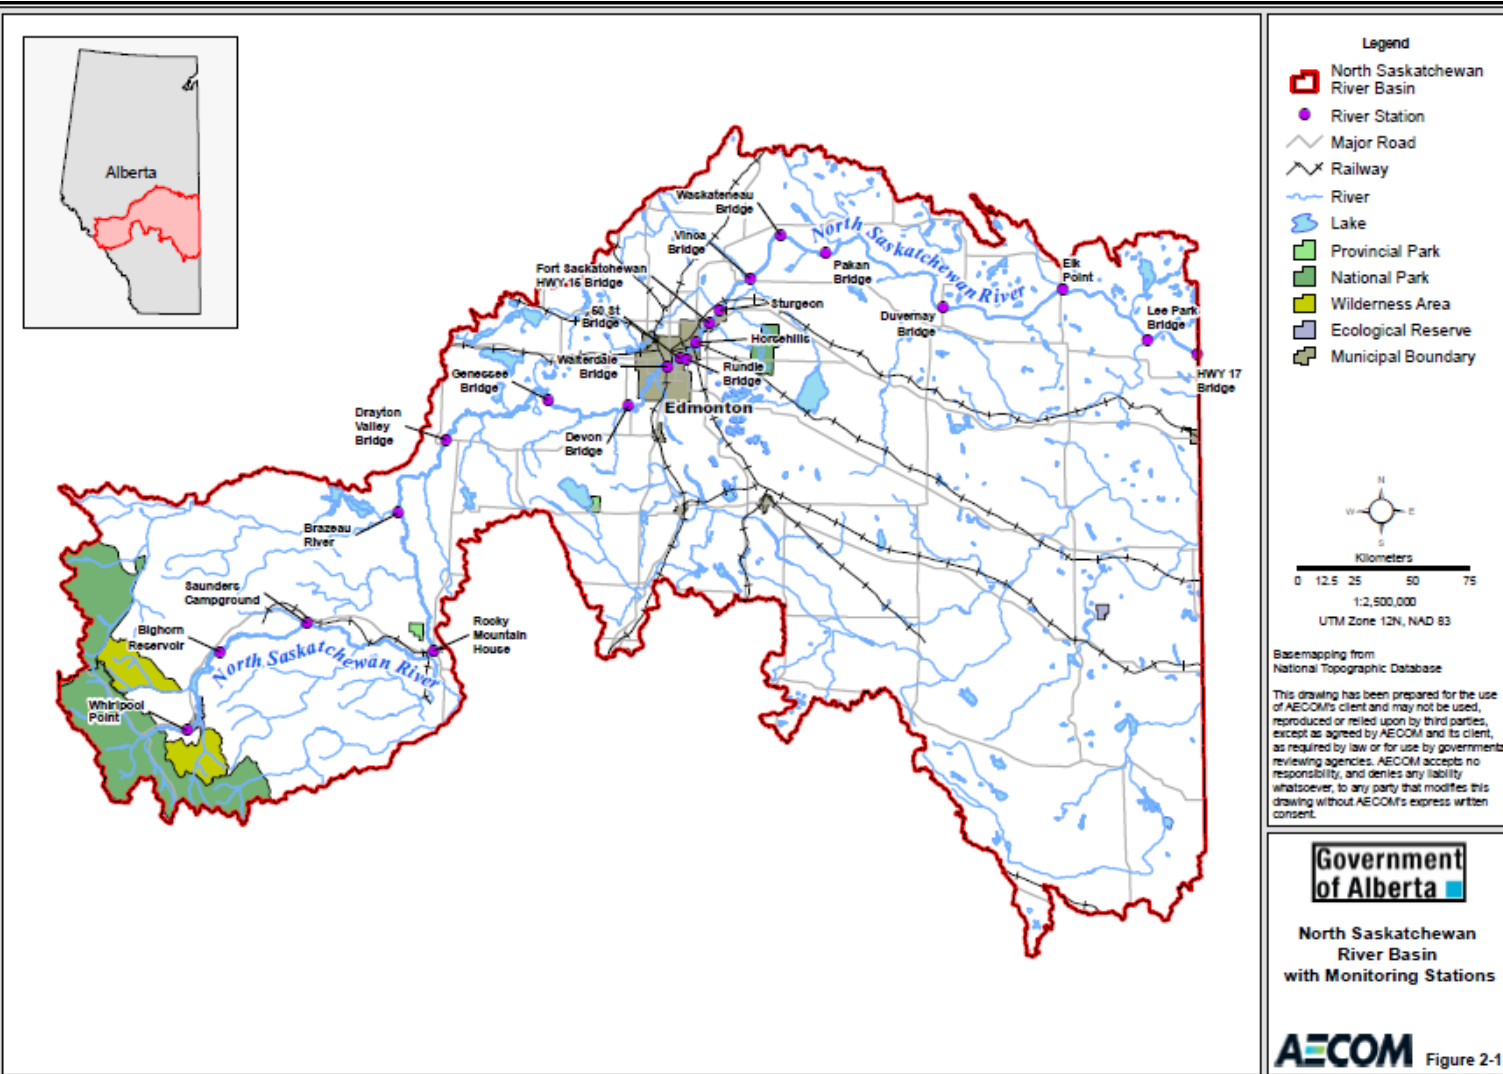 Alberta
Waskateneau
Bridge
Vinca
Bridge
North Saskatchewan River
Pakan
Bridge
Elk
Point
Fort Saskatchewan
HWY 15 Bridge
Sturgeon
50 St
Bridge
Duvernay
Bridge
Lee Park
Bridge
Horsehills
Walterdale
Bridge
Rundle
Bridge
HWY 17
Bridge
Genessee
Bridge
Edmonton
Drayton
Valley
Bridge
Devon
Bridge
Brazeau
River
Saunders
Campground
Bighorn
Reservoir
Rocky
Mountain
House
North Saskatchewan River
Whirlpool
Point
Legend
North Saskatchewan
River Basin
River Station
Major Road
Railway
River
Lake
Provincial Park
National Park
Wilderness Area
Ecological Reserve
Municipal Boundary
N
W E
S
Kilometers
0 12.5 25 50 75
1:2,500,000
UTM Zone 12N, NAD 83
Basemapping from
National Topographic Database
This drawing has been prepared for the use
of AECOM's client and may not be used,
reproduced or relied upon by third parties,
except as agreed by AECOM and its client,
as required by law or for use by governmental
reviewing agencies. AECOM accepts no
responsibility, and denies any liability
whatsoever, to any party that modifies this
drawing without AECOM's express written
consent.
Government
of Alberta
North Saskatchewan
River Basin
with Monitoring Stations
AECOM
Figure 2-1